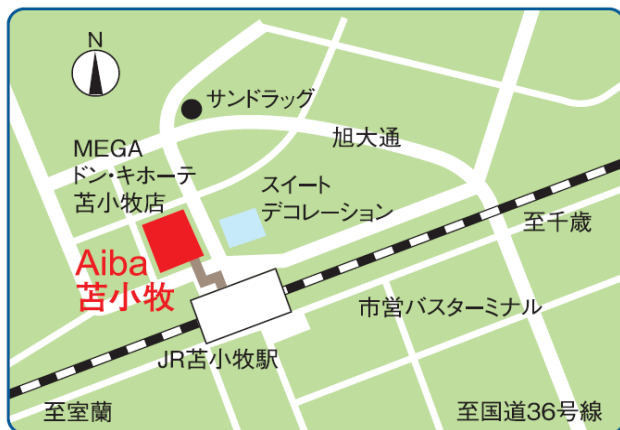 N
サンドラッグ
旭大通
MEGA
ドン・キホーテ
苫小牧店
スイート
デコレーション
Aiba
苫小牧
至千歳
市営バスターミナル
JR苫小牧駅
至室蘭
至国道36号線